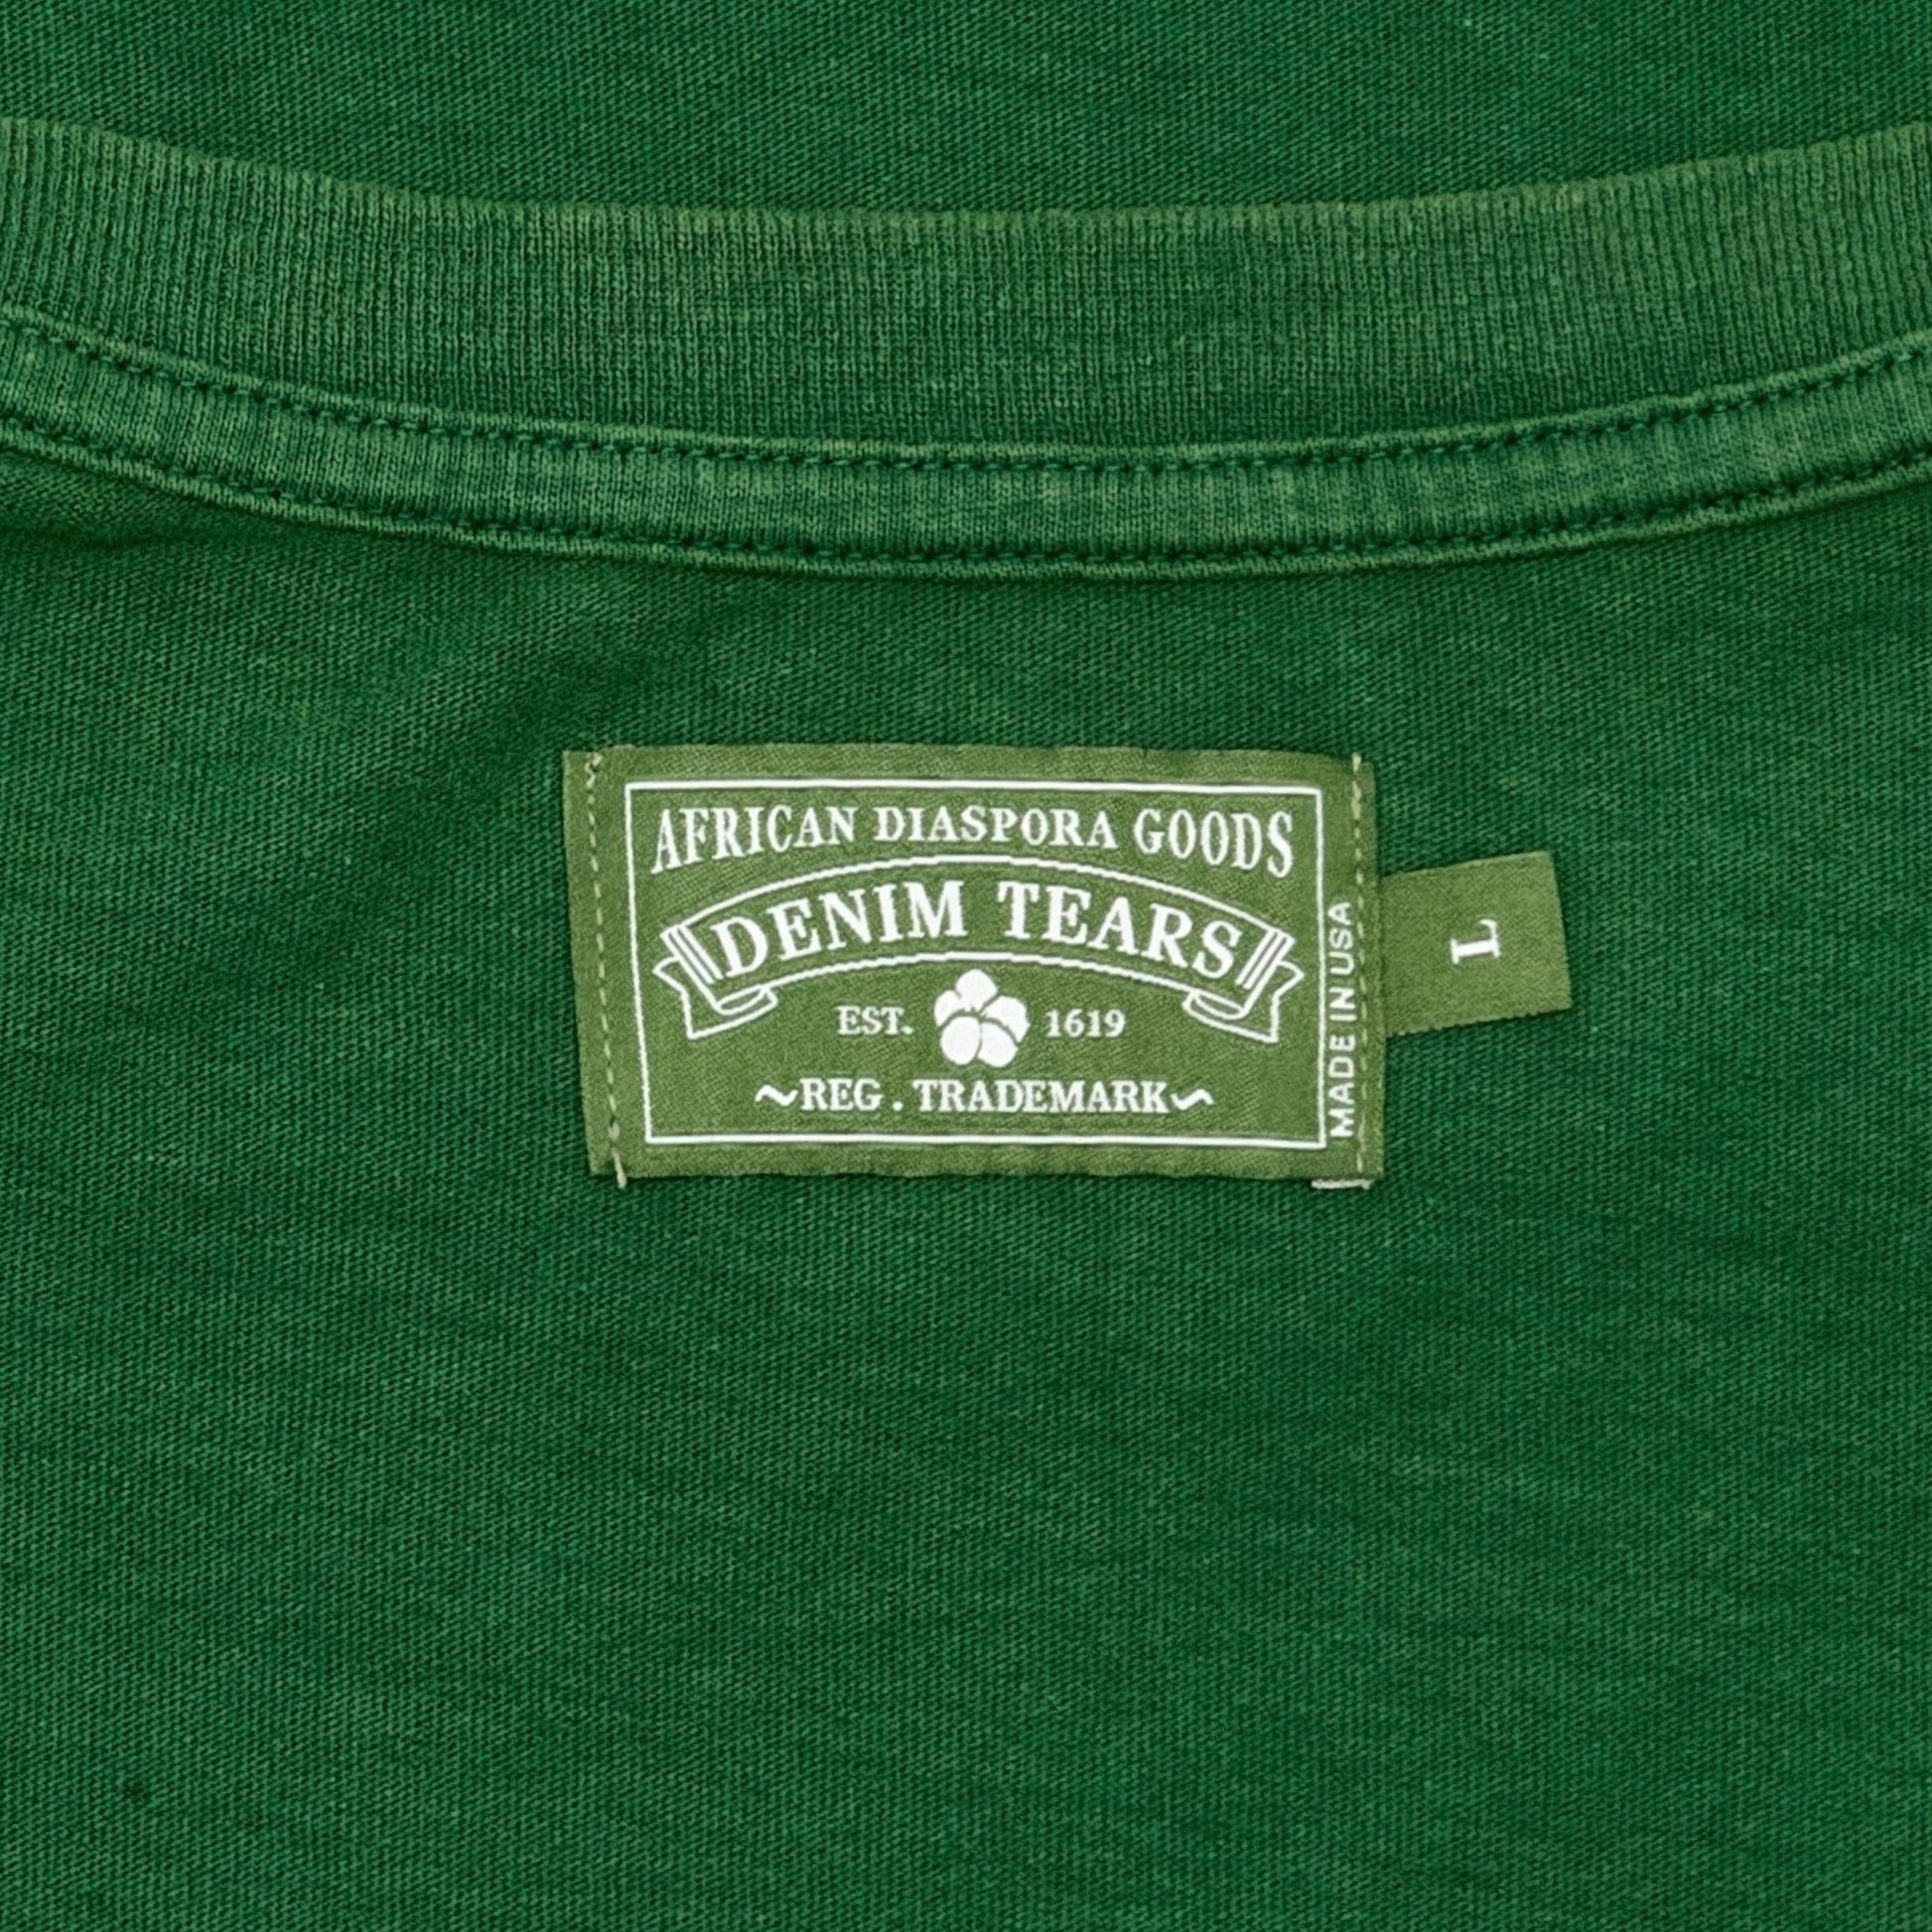 AFRICAN DIASPORA GOODS
DENIM TEARS
EST. 1619
~REG. TRADEMARK~
MADE IN USA
L